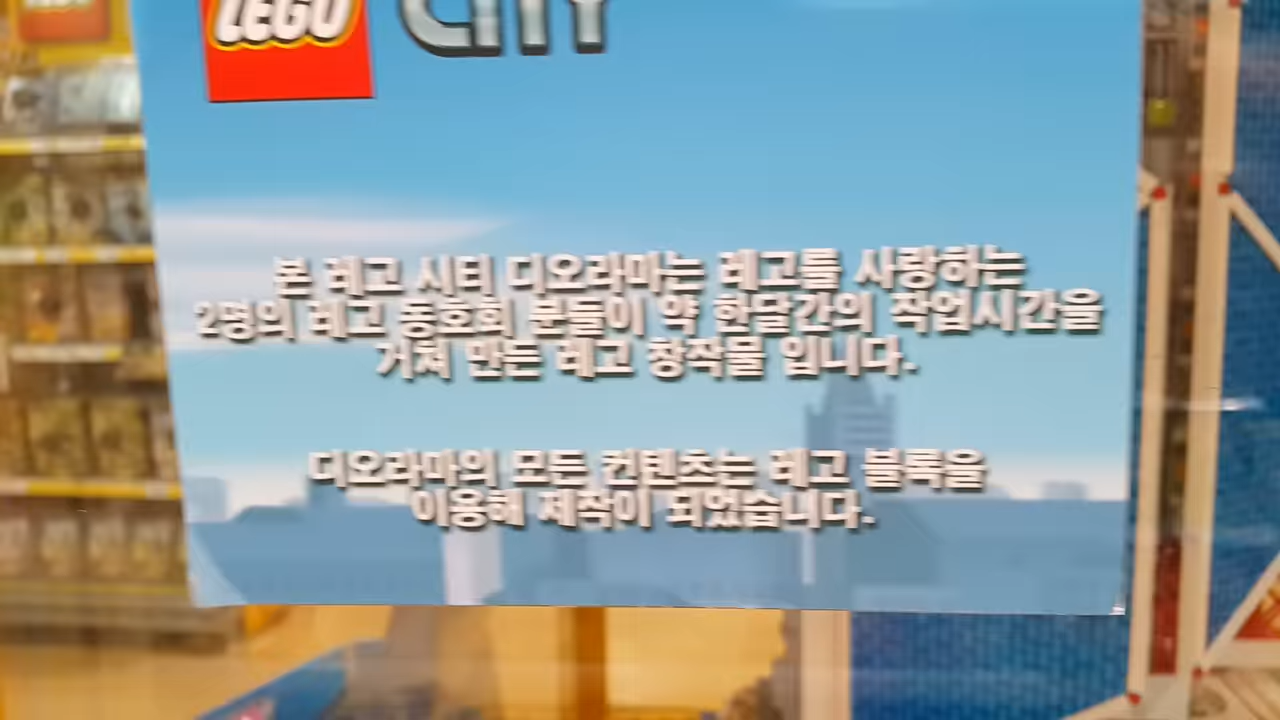 LEGO CITY
본 레고 시티 디오라마는 레고를 사랑하는
2명의 레고 동호회 분들이 약 한달간의 작업시간을
거쳐 만든 레고 창작물 입니다.
디오라마의 모든 컨텐츠는 레고 블록을
이용해 제작이 되었습니다.